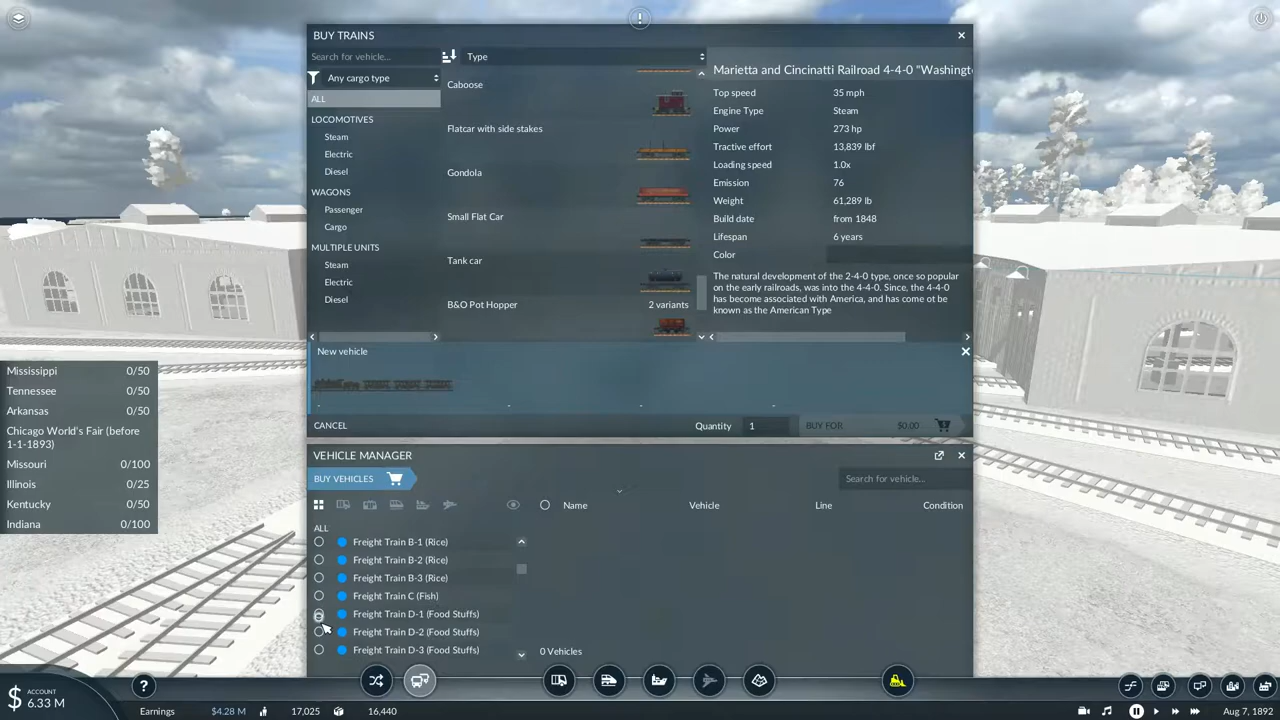 BUY TRAINS
Search for vehicle...
Type
Any cargo type
ALL
LOCOMOTIVES
Steam
Electric
Diesel
WAGONS
Passenger
Cargo
MULTIPLE UNITS
Steam
Electric
Diesel
Caboose
Flatcar with side stakes
Gondola
Small Flat Car
Tank car
B&O Pot Hopper
2 variants
Marietta and Cincinatti Railroad 4-4-0 "Washingt
Top speed 35 mph
Engine Type Steam
Power 273 hp
Tractive effort 13,839 lbf
Loading speed 1.0x
Emission 76
Weight 61,289 lb
Build date from 1848
Lifespan 6 years
Color
The natural development of the 2-4-0 type, once so popular
on the early railroads, was into the 4-4-0. Since, the 4-4-0
has become associated with America, and has come ot be
known as the American Type
New vehicle
- - - -
CANCEL
Quantity 1
BUY FOR $0.00
Mississippi 0/50
Tennessee 0/50
Arkansas 0/50
Chicago World's Fair (before
1-1-1893)
Missouri 0/100
Illinois 0/25
Kentucky 0/50
Indiana 0/100
VEHICLE MANAGER
BUY VEHICLES
Search for vehicle...
Name Vehicle Line Condition
ALL
Freight Train B-1 (Rice)
Freight Train B-2 (Rice)
Freight Train B-3 (Rice)
Freight Train C (Fish)
Freight Train D-1 (Food Stuffs)
Freight Train D-2 (Food Stuffs)
Freight Train D-3 (Food Stuffs)
0 Vehicles
$ ACCOUNT
6.33 M
?
Earnings $4.28 M 17,025 16,440
Aug 7, 1892